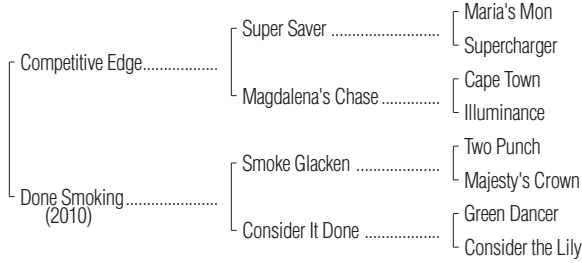 Maria's Mon
Super Saver ........................
Supercharger
Competitive Edge.................
Cape Town
Magdalena's Chase .............
Illuminance
Two Punch
Smoke Glacken ..................
Majesty's Crown
Done Smoking.....................
(2010)
Green Dancer
Consider It Done ................
Consider the Lily